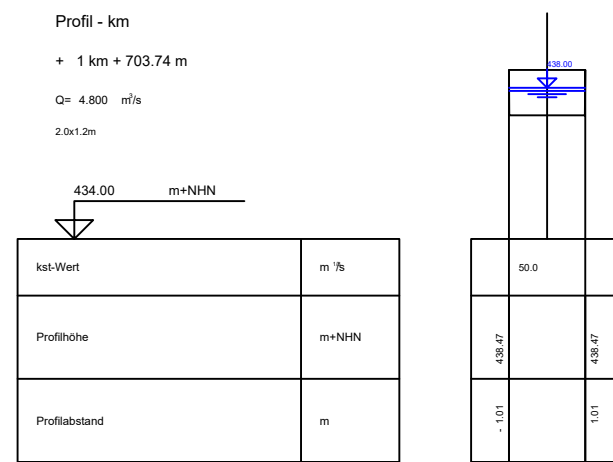 Profil - km
+ 1 km + 703.74 m
Q= 4.800 m³/s
2.0x1.2m
438.00
434.00 m+NHN
kst-Wert m ¹/³/s 50.0
Profilhöhe m+NHN 438.47 438.47
Profilabstand m - 1.01 1.01